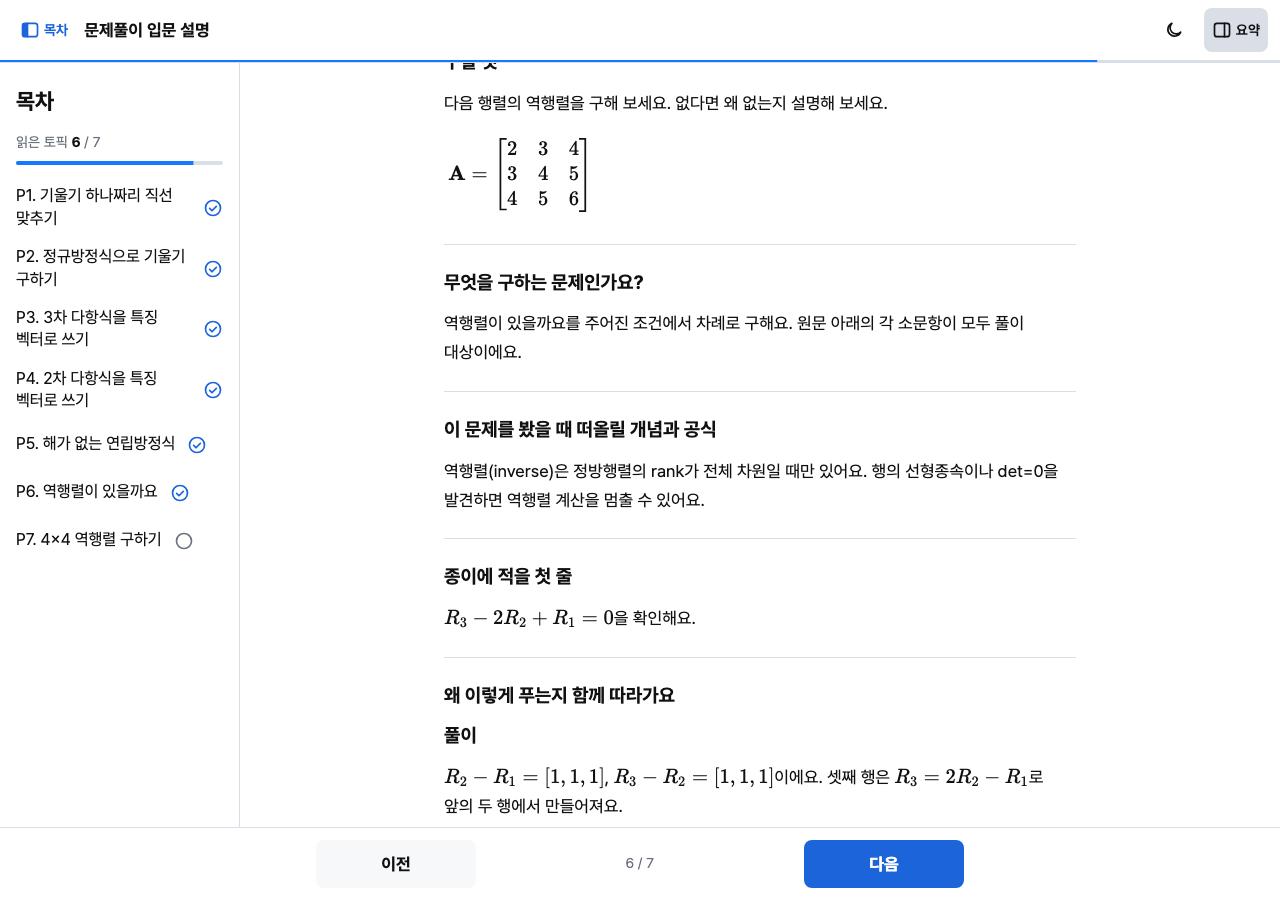 목차 문제풀이 입문 설명 요약
목차
읽은 토픽 6 / 7
P1. 기울기 하나짜리 직선
맞추기
P2. 정규방정식으로 기울기
구하기
P3. 3차 다항식을 특징
벡터로 쓰기
P4. 2차 다항식을 특징
벡터로 쓰기
P5. 해가 없는 연립방정식
P6. 역행렬이 있을까요
P7. 4×4 역행렬 구하기
다음 행렬의 역행렬을 구해 보세요. 없다면 왜 없는지 설명해 보세요.
2 3 4
A = 3 4 5
4 5 6
무엇을 구하는 문제인가요?
역행렬이 있을까요를 주어진 조건에서 차례로 구해요. 원문 아래의 각 소문항이 모두 풀이
대상이에요.
이 문제를 봤을 때 떠올릴 개념과 공식
역행렬(inverse)은 정방행렬의 rank가 전체 차원일 때만 있어요. 행의 선형종속이나 det=0을
발견하면 역행렬 계산을 멈출 수 있어요.
종이에 적을 첫 줄
R₃ − 2R₂ + R₁ = 0을 확인해요.
왜 이렇게 푸는지 함께 따라가요
풀이
R₂ − R₁ = [1, 1, 1], R₃ − R₂ = [1, 1, 1]이에요. 셋째 행은 R₃ = 2R₂ − R₁로
앞의 두 행에서 만들어져요.
이전 6 / 7 다음